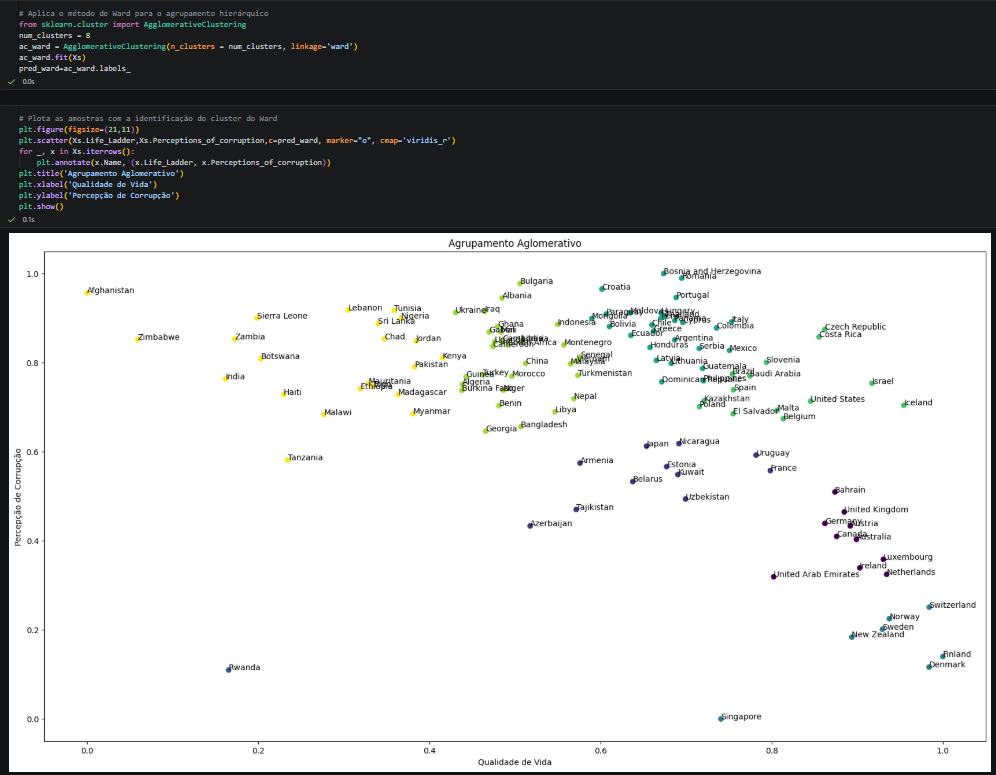 # Aplica o método de Ward para o agrupamento hierárquico
from sklearn.cluster import AgglomerativeClustering
num_clusters = 8
ac_ward = AgglomerativeClustering(n_clusters = num_clusters, linkage='ward')
ac_ward.fit(Xs)
pred_ward=ac_ward.labels_
0.0s
# Plota as amostras com a identificação do cluster do Ward
plt.figure(figsize=(21,11))
plt.scatter(Xs.Life_Ladder,Xs.Perceptions_of_corruption,c=pred_ward, marker="o", cmap='viridis_r')
for _, x in Xs.iterrows():
plt.annotate(x.Name, (x.Life_Ladder, x.Perceptions_of_corruption))
plt.title('Agrupamento Aglomerativo')
plt.xlabel('Qualidade de Vida')
plt.ylabel('Percepção de Corrupção')
plt.show()
0.1s
Agrupamento Aglomerativo
Percepção de Corrupção
1.0
0.8
0.6
0.4
0.2
0.0
Bosnia and Herzegovina
Romania
Bulgaria
Croatia
Afghanistan
Albania
Portugal
Lebanon
Tunisia
Ukraine
Iraq
Sierra Leone
Nigeria
Sri Lanka
Indonesia
Mongolia
Moldova
Hungary
Italy
Ghana
Bolivia
Chile
Greece
Colombia
Czech Republic
Costa Rica
Zimbabwe
Zambia
Chad
Jordan
Cameroon
Montenegro
Ecuador
Argentina
Honduras
Serbia
Mexico
Botswana
Kenya
Senegal
Malaysia
Latvia
Lithuania
Slovenia
Pakistan
China
Guatemala
India
Mauritania
Ethiopia
Guinea
Turkey
Morocco
Turkmenistan
Brazil
Saudi Arabia
Algeria
Philippines
Israel
Haiti
Madagascar
Burkina Faso
Niger
Nepal
Spain
Kazakhstan
Poland
United States
Iceland
Malawi
Myanmar
Benin
Libya
El Salvador
Malta
Belgium
Georgia
Bangladesh
Japan
Nicaragua
Tanzania
Armenia
Estonia
Kuwait
Uruguay
France
Belarus
Uzbekistan
Bahrain
Tajikistan
United Kingdom
Azerbaijan
Germany
Austria
Canada
Australia
Luxembourg
Ireland
Netherlands
United Arab Emirates
Switzerland
Norway
Sweden
New Zealand
Finland
Denmark
Rwanda
Singapore
0.0
0.2
0.4
0.6
0.8
1.0
Qualidade de Vida